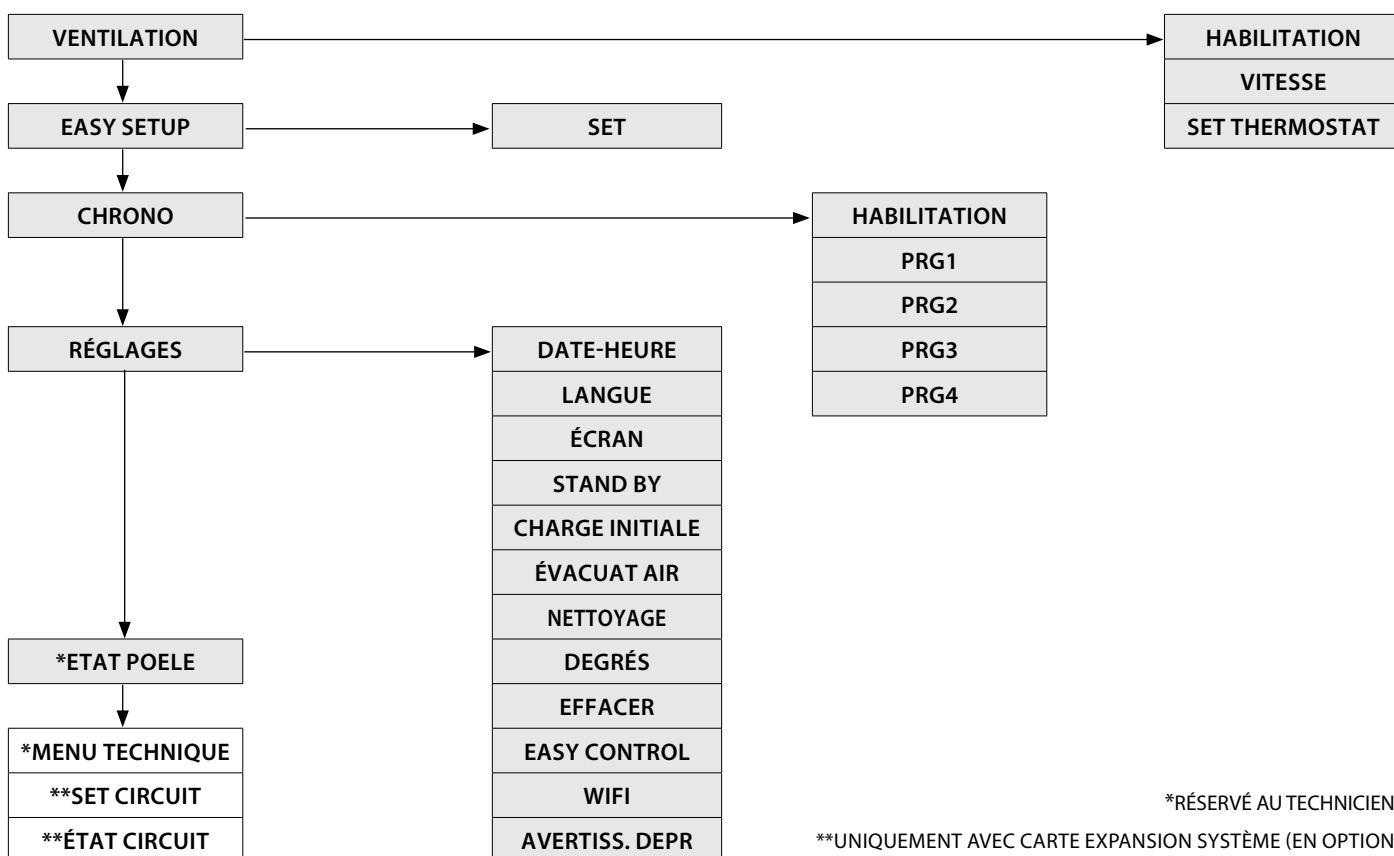 VENTILATION
HABILITATION
VITESSE
SET THERMOSTAT
EASY SETUP
SET
CHRONO
HABILITATION
PRG1
PRG2
PRG3
PRG4
RÉGLAGES
DATE-HEURE
LANGUE
ÉCRAN
STAND BY
CHARGE INITIALE
ÉVACUAT AIR
NETTOYAGE
DEGRÉS
EFFACER
EASY CONTROL
WIFI
AVERTISS. DEPR
*ETAT POELE
*MENU TECHNIQUE
**SET CIRCUIT
**ÉTAT CIRCUIT
*RÉSERVÉ AU TECHNICIEN
**UNIQUEMENT AVEC CARTE EXPANSION SYSTÈME (EN OPTION